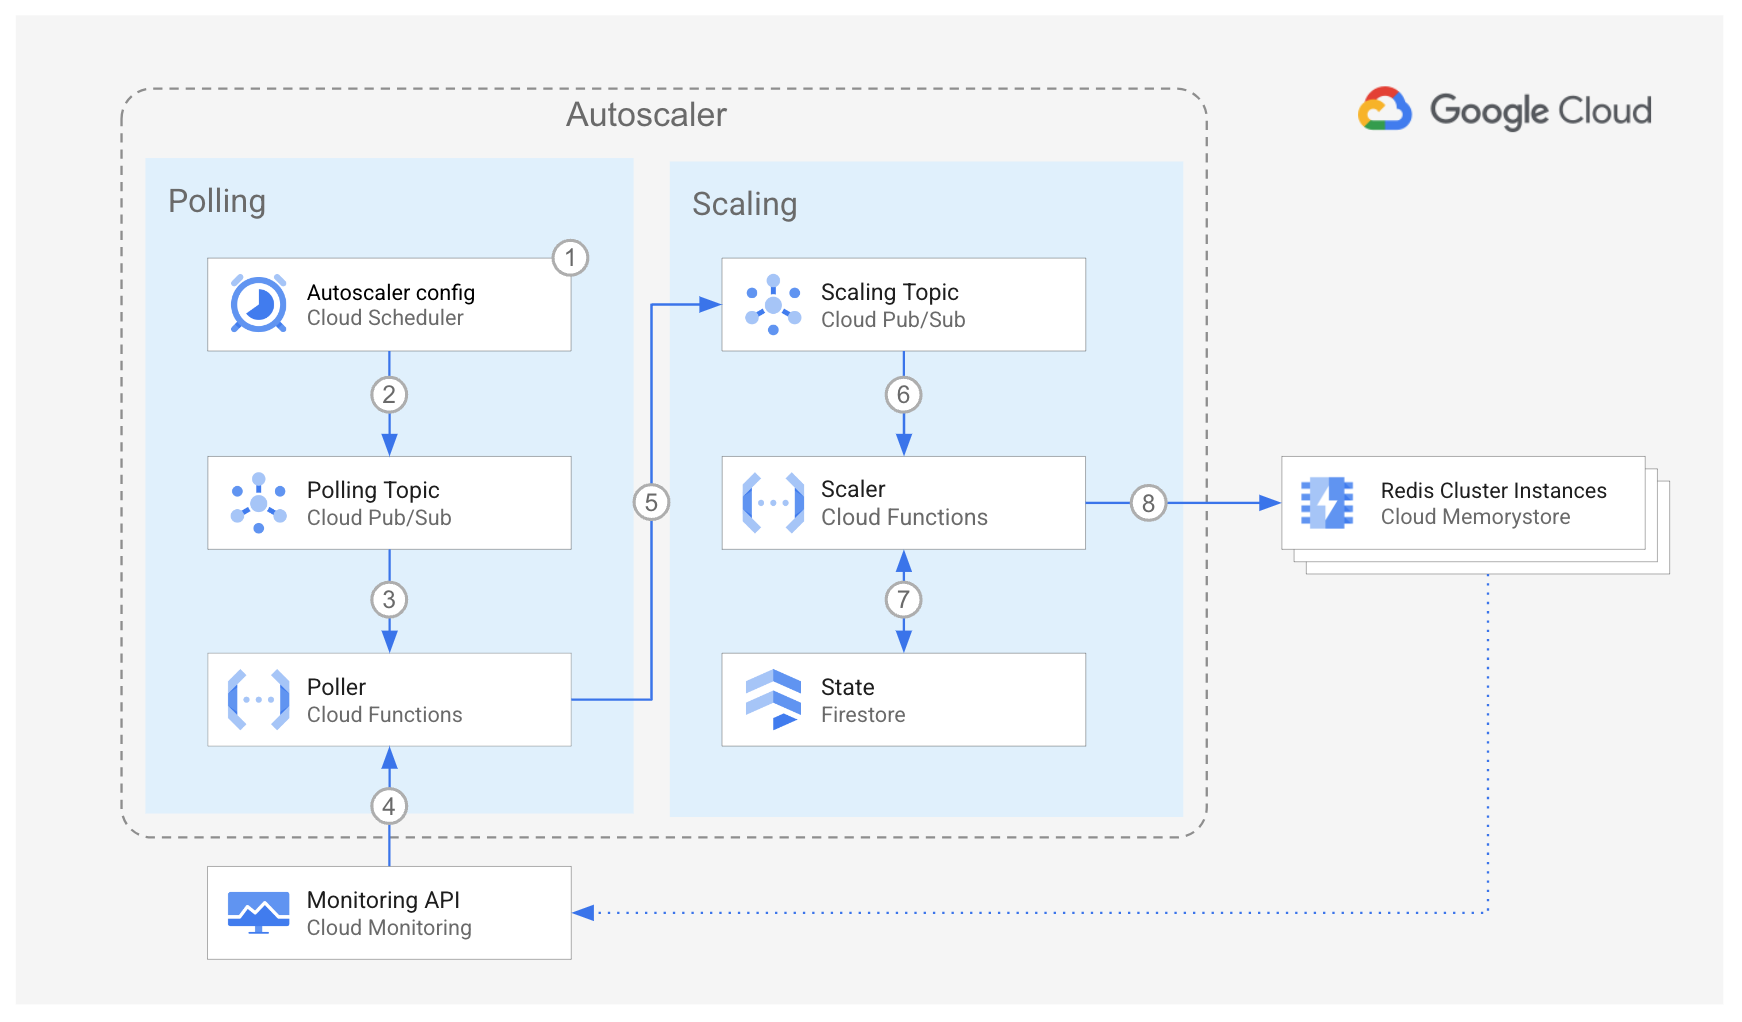 Autoscaler
Google Cloud
Polling
Scaling
1
Autoscaler config
Cloud Scheduler
Scaling Topic
Cloud Pub/Sub
2
6
Polling Topic
Cloud Pub/Sub
5
Scaler
Cloud Functions
8
Redis Cluster Instances
Cloud Memorystore
3
7
Poller
Cloud Functions
State
Firestore
4
Monitoring API
Cloud Monitoring